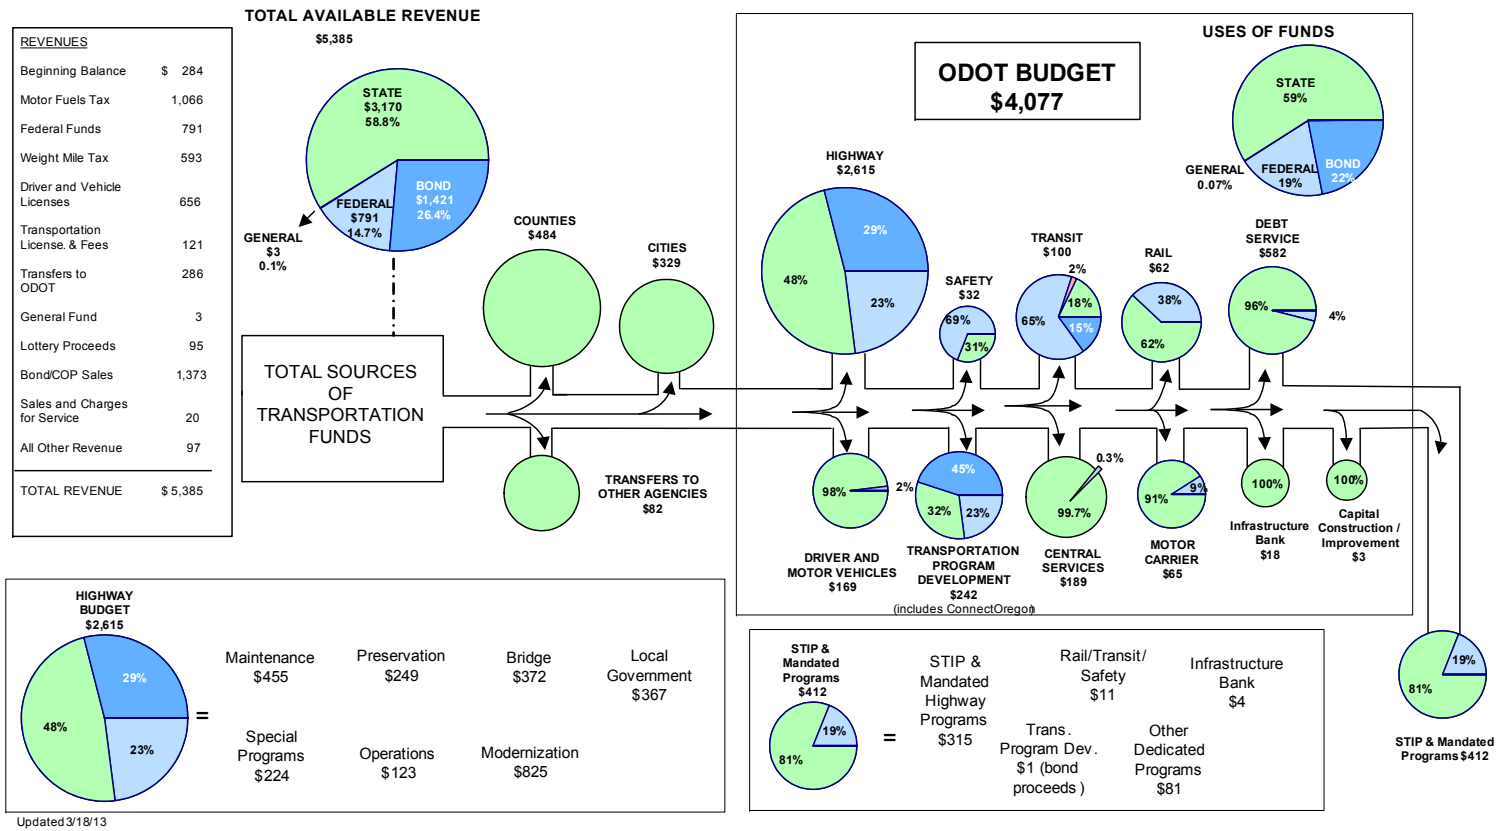 TOTAL AVAILABLE REVENUE
$5,385
REVENUES
Beginning Balance $ 284
Motor Fuels Tax 1,066
Federal Funds 791
Weight Mile Tax 593
Driver and Vehicle
Licenses 656
Transportation
License. & Fees 121
Transfers to 286
ODOT
General Fund 3
Lottery Proceeds 95
Bond/COP Sales 1,373
Sales and Charges
for Service 20
All Other Revenue 97
TOTAL REVENUE $ 5,385
STATE
$3,170
58.8%
BOND
$1,421
26.4%
FEDERAL
$791
14.7%
GENERAL
$3
0.1%
TOTAL SOURCES
OF
TRANSPORTATION
FUNDS
COUNTIES
$484
CITIES
$329
TRANSFERS TO
OTHER AGENCIES
$82
ODOT BUDGET
$4,077
USES OF FUNDS
STATE
59%
GENERAL
0.07%
FEDERAL
19%
BOND
22%
HIGHWAY
$2,615
29%
48%
23%
SAFETY
$32
69%
31%
TRANSIT
$100
2%
18%
65%
15%
RAIL
$62
38%
62%
DEBT
SERVICE
$582
96%
4%
98%
2%
DRIVER AND
MOTOR VEHICLES
$169
45%
32%
23%
TRANSPORTATION
PROGRAM
DEVELOPMENT
$242
(includes ConnectOregon)
0.3%
99.7%
CENTRAL
SERVICES
$189
9%
91%
MOTOR
CARRIER
$65
100%
Infrastructure
Bank
$18
100%
Capital
Construction /
Improvement
$3
19%
81%
STIP & Mandated
Programs $412
HIGHWAY
BUDGET
$2,615
29%
48%
23%
=
Maintenance
$455
Preservation
$249
Bridge
$372
Local
Government
$367
Special
Programs
$224
Operations
$123
Modernization
$825
STIP &
Mandated
Programs
$412
19%
81%
=
STIP &
Mandated
Highway
Programs
$315
Rail/Transit/
Safety
$11
Infrastructure
Bank
$4
Trans.
Program Dev.
$1 (bond
proceeds )
Other
Dedicated
Programs
$81
Updated 3/18/13